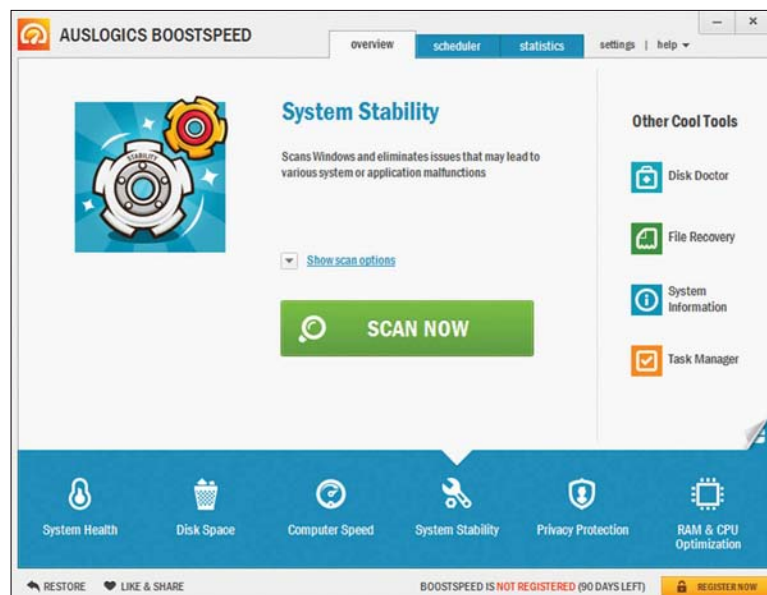 AUSLOGICS BOOSTSPEED
overview
scheduler
statistics
settings | help
System Stability
STABILITY
Scans Windows and eliminates issues that may lead to
various system or application malfunctions
Show scan options
SCAN NOW
Other Cool Tools
Disk Doctor
File Recovery
System
Information
Task Manager
System Health
Disk Space
Computer Speed
System Stability
Privacy Protection
RAM & CPU
Optimization
RESTORE
LIKE & SHARE
BOOSTSPEED IS NOT REGISTERED (90 DAYS LEFT)
REGISTER NOW